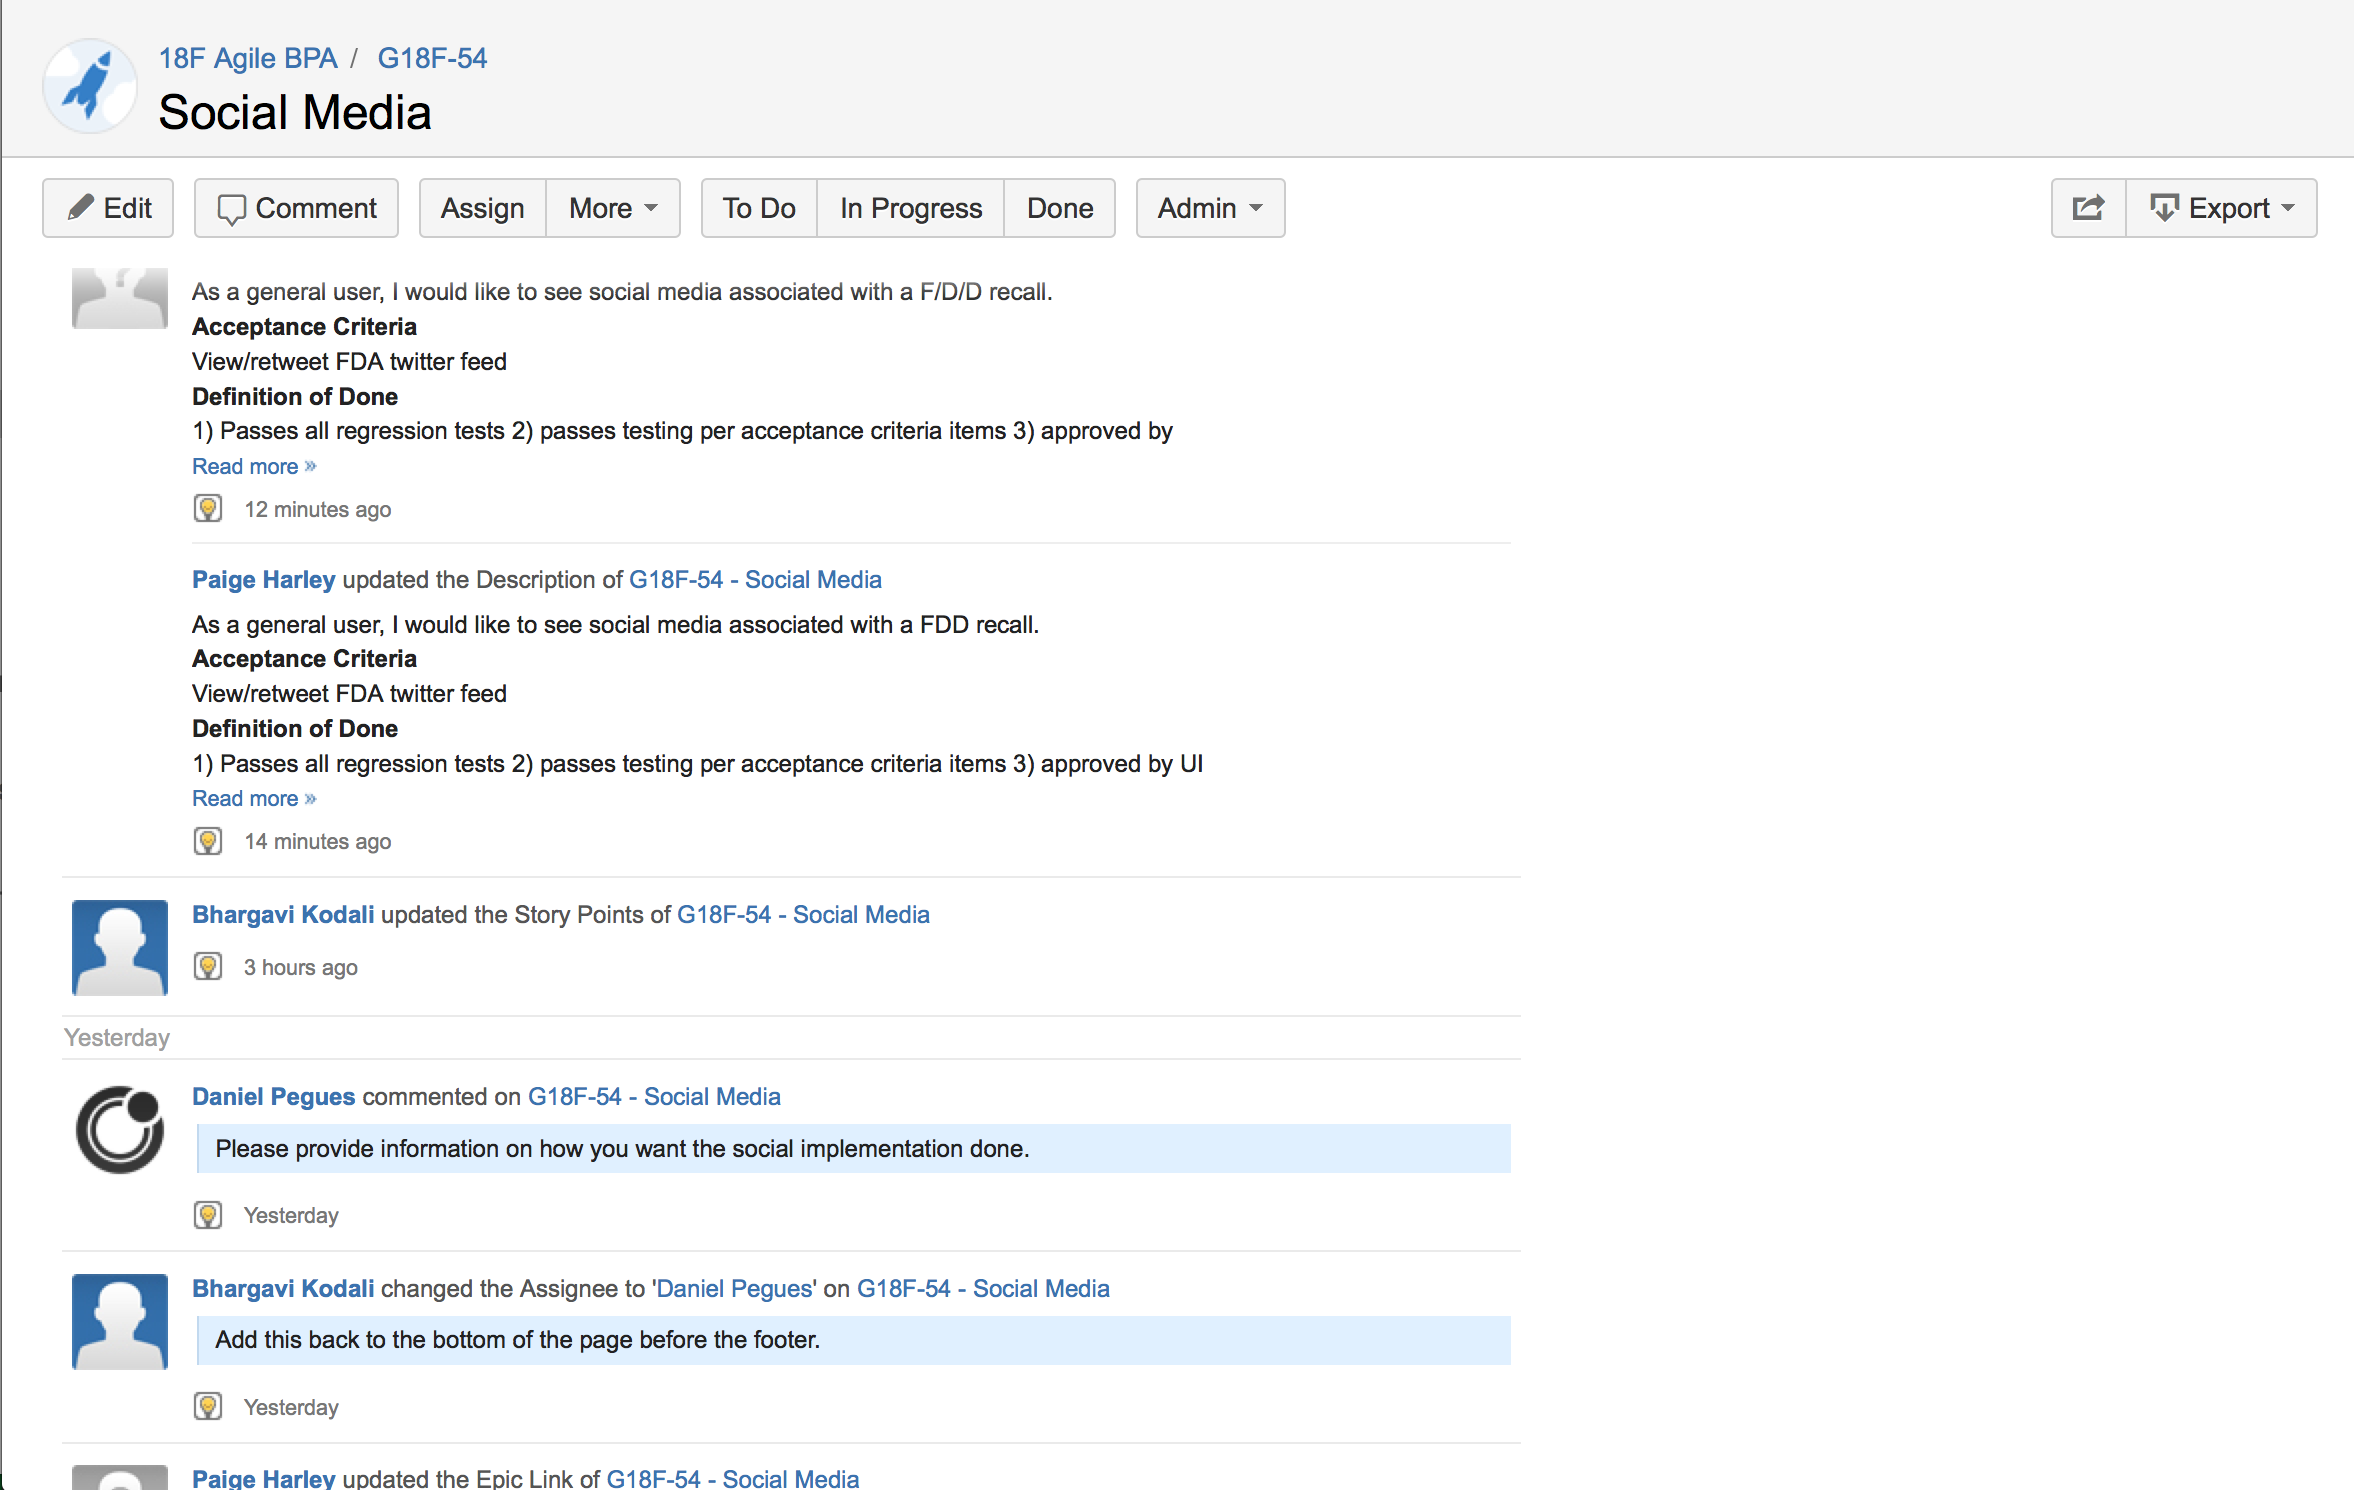 18F Agile BPA / G18F-54
Social Media
Edit Comment Assign More To Do In Progress Done Admin Export
As a general user, I would like to see social media associated with a F/D/D recall.
Acceptance Criteria
View/retweet FDA twitter feed
Definition of Done
1) Passes all regression tests 2) passes testing per acceptance criteria items 3) approved by
Read more »
12 minutes ago
Paige Harley updated the Description of G18F-54 - Social Media
As a general user, I would like to see social media associated with a FDD recall.
Acceptance Criteria
View/retweet FDA twitter feed
Definition of Done
1) Passes all regression tests 2) passes testing per acceptance criteria items 3) approved by UI
Read more »
14 minutes ago
Bhargavi Kodali updated the Story Points of G18F-54 - Social Media
3 hours ago
Yesterday
Daniel Pegues commented on G18F-54 - Social Media
Please provide information on how you want the social implementation done.
Yesterday
Bhargavi Kodali changed the Assignee to 'Daniel Pegues' on G18F-54 - Social Media
Add this back to the bottom of the page before the footer.
Yesterday
Paige Harley updated the Epic Link of G18F-54 - Social Media